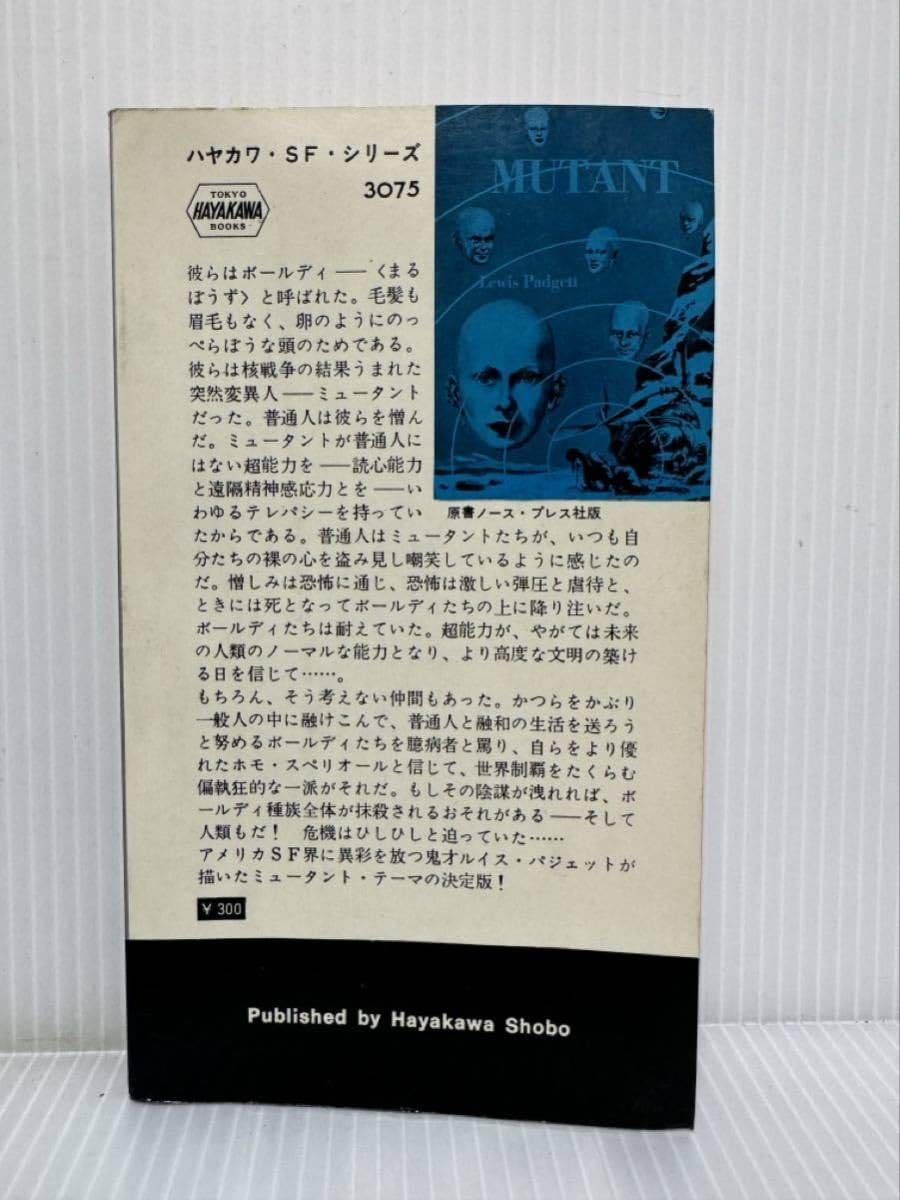 ハヤカワ・SF・シリーズ
3075
TOKYO
HAYAKAWA
BOOKS
MUTANT
Lewis Padgett
原書ノース・プレス社版
彼らはボールディ——〈まる
ぼうず〉と呼ばれた。毛髪も
眉毛もなく、卵のようにのっ
ぺらぼうな頭のためである。
彼らは核戦争の結果うまれた
突然変異人——ミュータント
だった。普通人は彼らを憎ん
だ。ミュータントが普通人に
はない超能力を——読心能力
と遠隔精神感応力とを——い
わゆるテレパシーを持ってい
たからである。普通人はミュータントたちが、いつも自
分たちの裸の心を盗み見し嘲笑しているように感じたの
だ。憎しみは恐怖に通じ、恐怖は激しい弾圧と虐待と、
ときには死となってボールディたちの上に降り注いだ。
ボールディたちは耐えていた。超能力が、やがては未来
の人類のノーマルな能力となり、より高度な文明の築け
る日を信じて……。
もちろん、そう考えない仲間もあった。かつらをかぶり
一般人の中に融けこんで、普通人と融和の生活を送ろう
と努めるボールディたちを臆病者と罵り、自らをより優
れたホモ・スペリオールと信じて、世界制覇をたくらむ
偏執狂的な一派がそれだ。もしその陰謀が洩れれば、ボ
ールディ種族全体が抹殺されるおそれがある——そして
人類もだ！　危機はひしひしと迫っていた……
アメリカSF界に異彩を放つ鬼才ルイス・パジェットが
描いたミュータント・テーマの決定版！
¥ 300
Published by Hayakawa Shobo